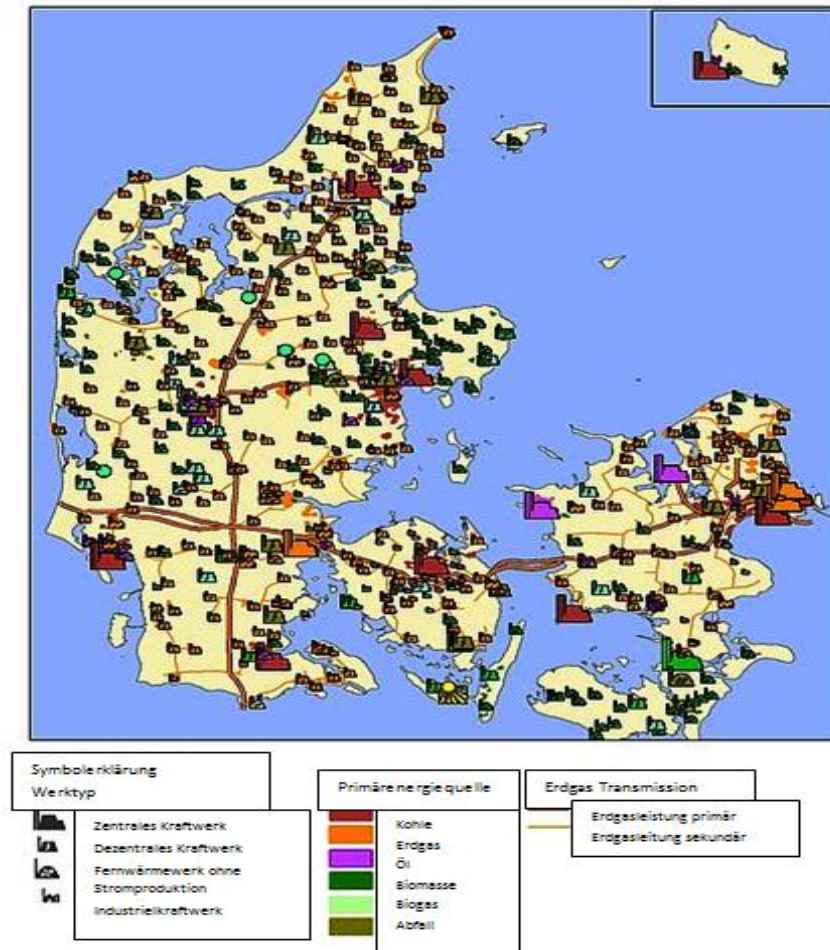 Symbolerklärung
Werktyp
Zentrales Kraftwerk
Dezentrales Kraftwerk
Fernwärmewerk ohne
Stromproduktion
Industrielkraftwerk
Primärenergiequelle
Kohle
Erdgas
Öl
Biomasse
Biogas
Abfall
Erdgas Transmission
Erdgasleistung primär
Erdgasleitung sekundär